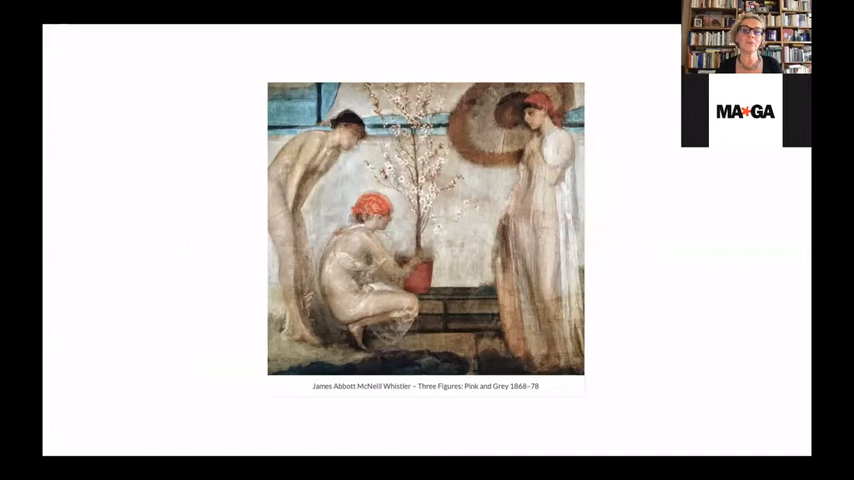 MA*GA
James Abbott McNeill Whistler – Three Figures: Pink and Grey 1868–78